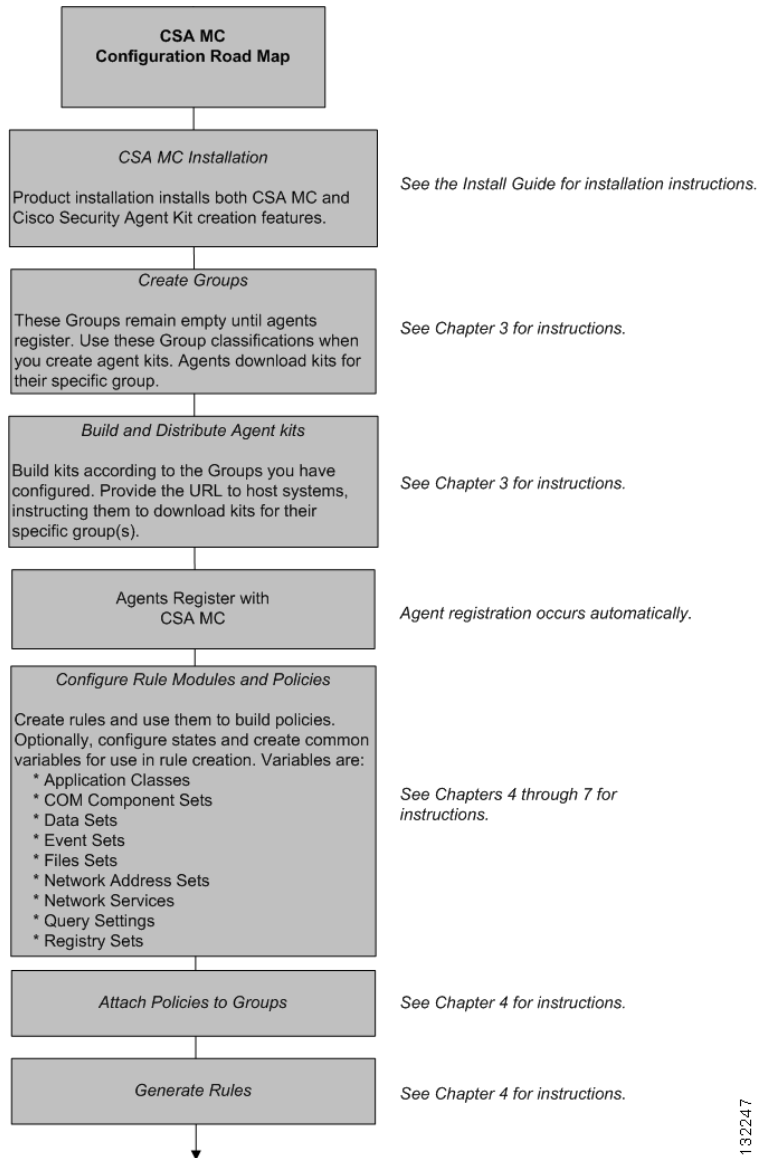 CSA MC
Configuration Road Map
CSA MC Installation
Product installation installs both CSA MC and
Cisco Security Agent Kit creation features.
See the Install Guide for installation instructions.
Create Groups
These Groups remain empty until agents
register. Use these Group classifications when
you create agent kits. Agents download kits for
their specific group.
See Chapter 3 for instructions.
Build and Distribute Agent kits
Build kits according to the Groups you have
configured. Provide the URL to host systems,
instructing them to download kits for their
specific group(s).
See Chapter 3 for instructions.
Agents Register with
CSA MC
Agent registration occurs automatically.
Configure Rule Modules and Policies
Create rules and use them to build policies.
Optionally, configure states and create common
variables for use in rule creation. Variables are:
* Application Classes
* COM Component Sets
* Data Sets
* Event Sets
* Files Sets
* Network Address Sets
* Network Services
* Query Settings
* Registry Sets
See Chapters 4 through 7 for
instructions.
Attach Policies to Groups
See Chapter 4 for instructions.
Generate Rules
See Chapter 4 for instructions.
132247